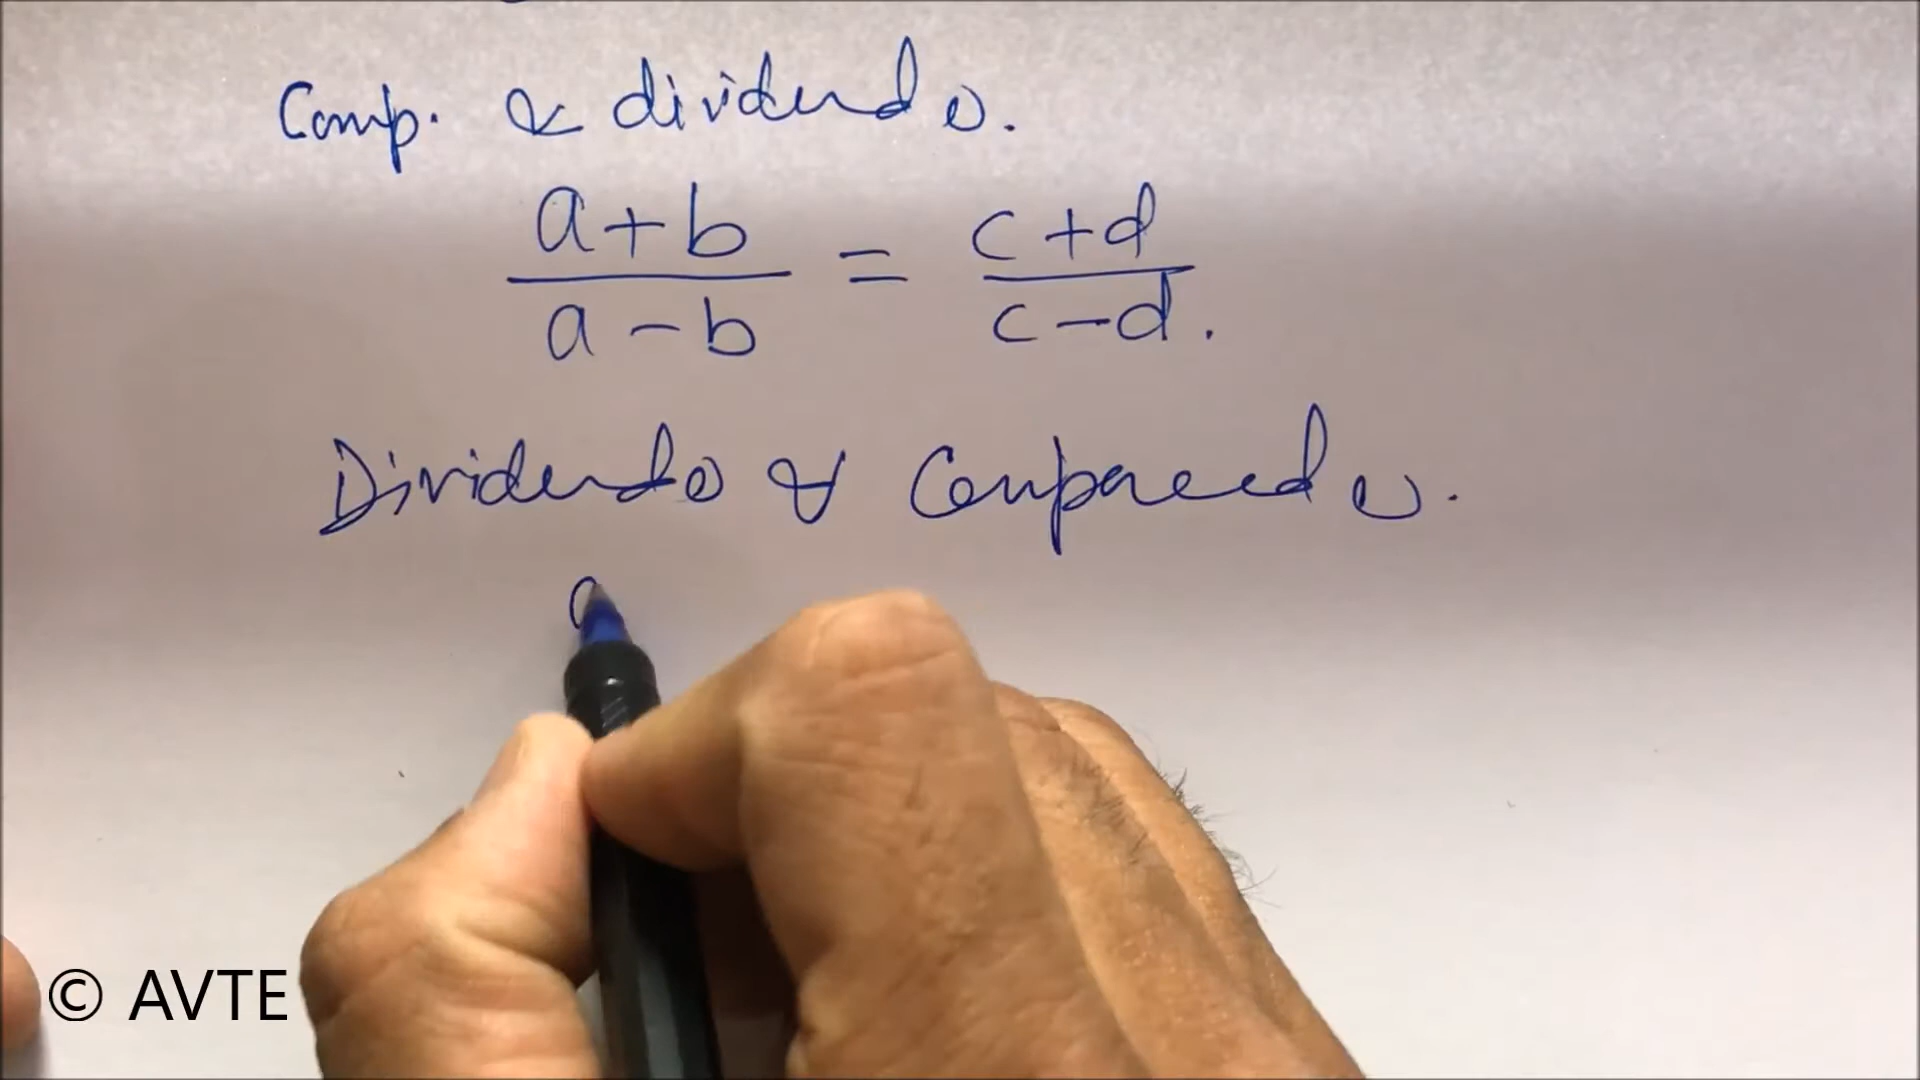 Comp. & dividendo.
a+b / a-b = c+d / c-d.
Dividendo & Componendo.
a
© AVTE